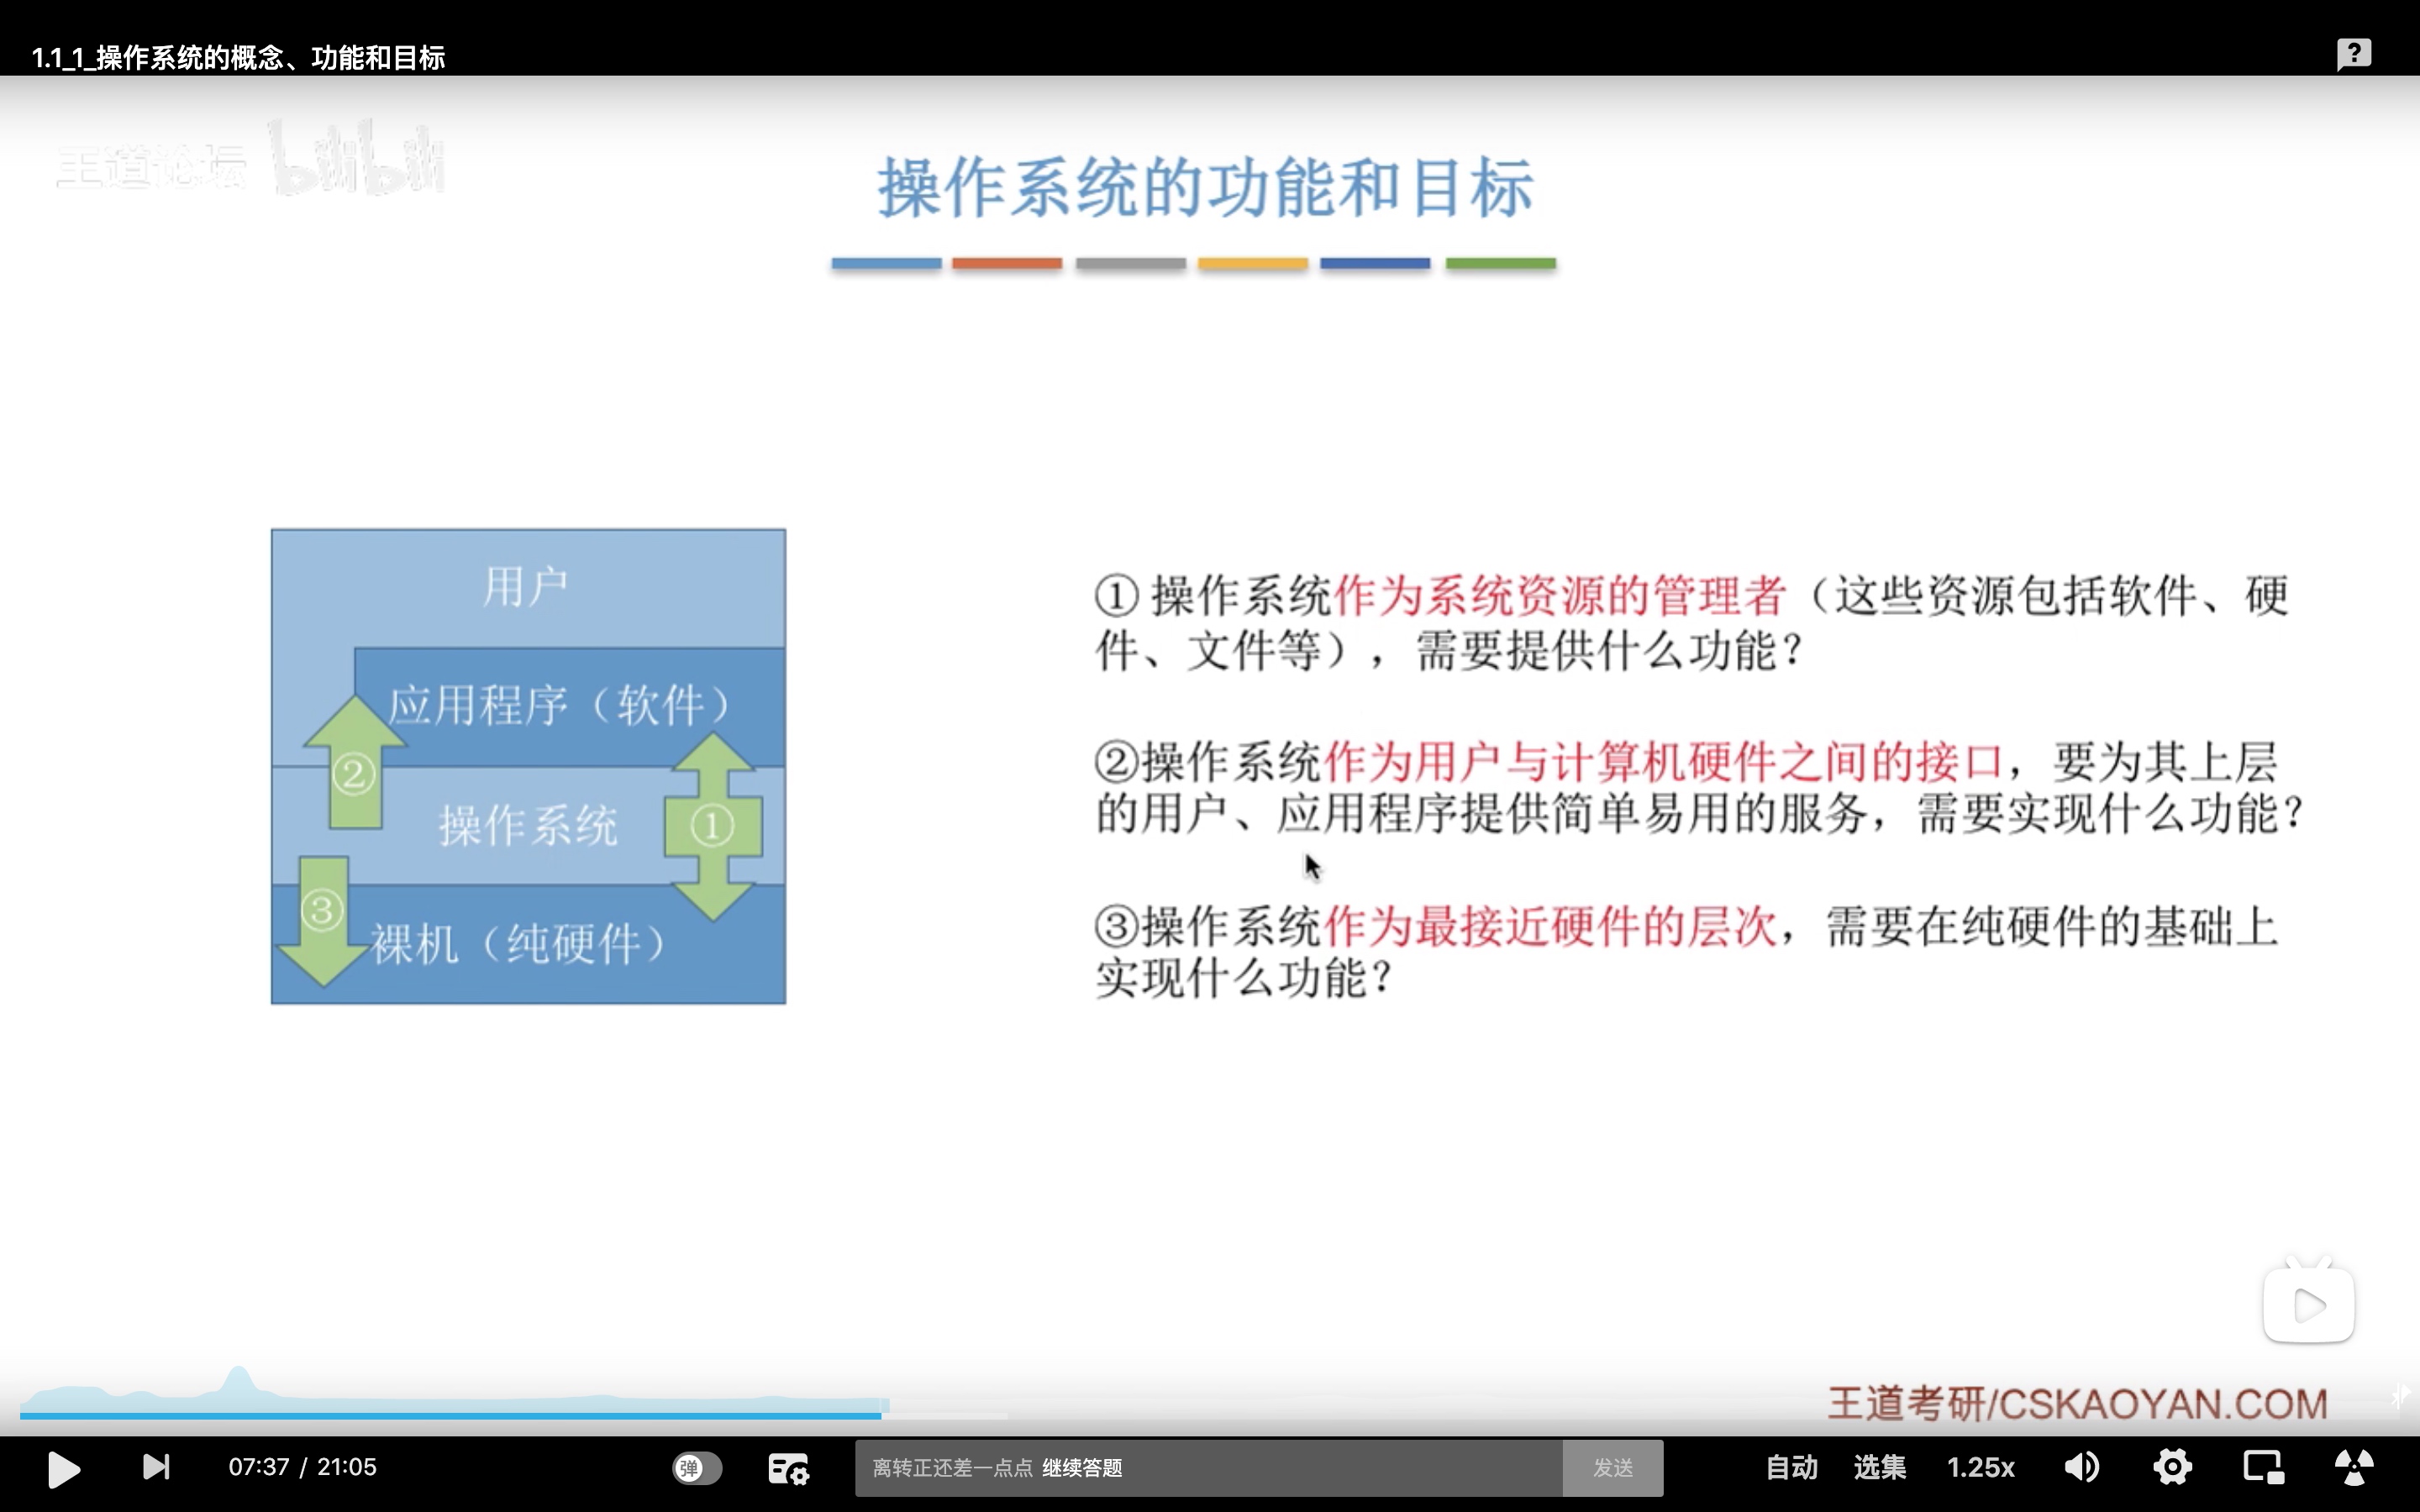 1.1_1_操作系统的概念、功能和目标
王道论坛 bilibili
操作系统的功能和目标
用户
应用程序（软件）
②
操作系统
①
③
裸机（纯硬件）
① 操作系统作为系统资源的管理者（这些资源包括软件、硬
件、文件等），需要提供什么功能？
②操作系统作为用户与计算机硬件之间的接口，要为其上层
的用户、应用程序提供简单易用的服务，需要实现什么功能？
③操作系统作为最接近硬件的层次，需要在纯硬件的基础上
实现什么功能？
王道考研/CSKAOYAN.COM
07:37 / 21:05
弹
离转正还差一点点 继续答题
发送
自动
选集
1.25x